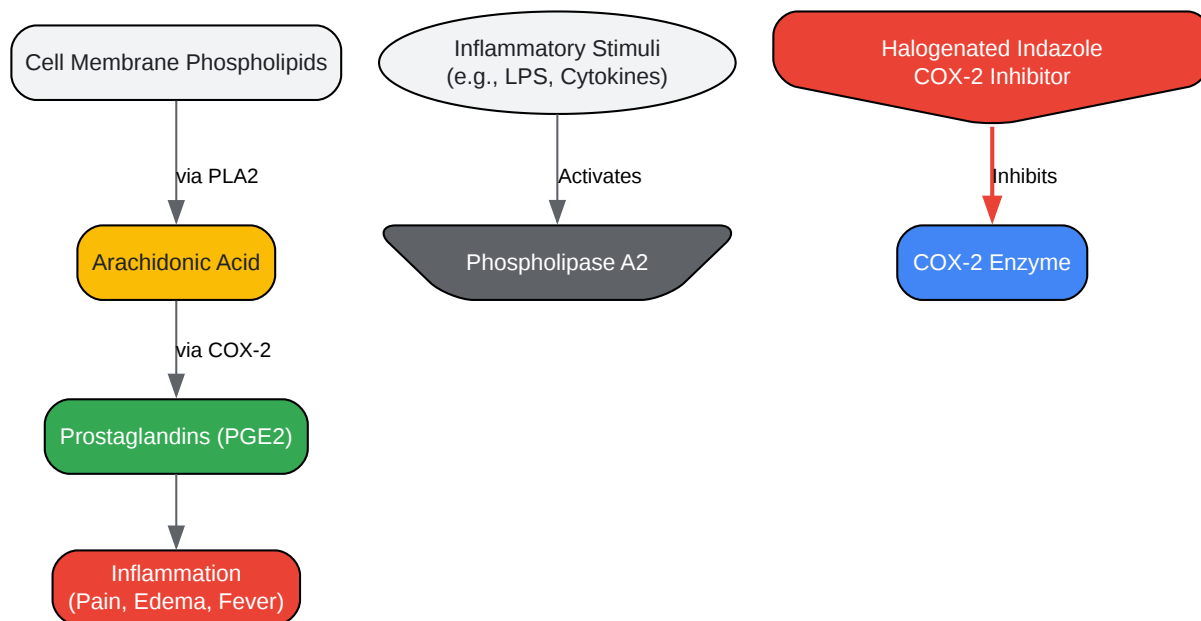 Cell Membrane Phospholipids
Inflammatory Stimuli
(e.g., LPS, Cytokines)
Halogenated Indazole
COX-2 Inhibitor
via PLA2
Activates
Inhibits
Arachidonic Acid
Phospholipase A2
COX-2 Enzyme
via COX-2
Prostaglandins (PGE2)
Inflammation
(Pain, Edema, Fever)